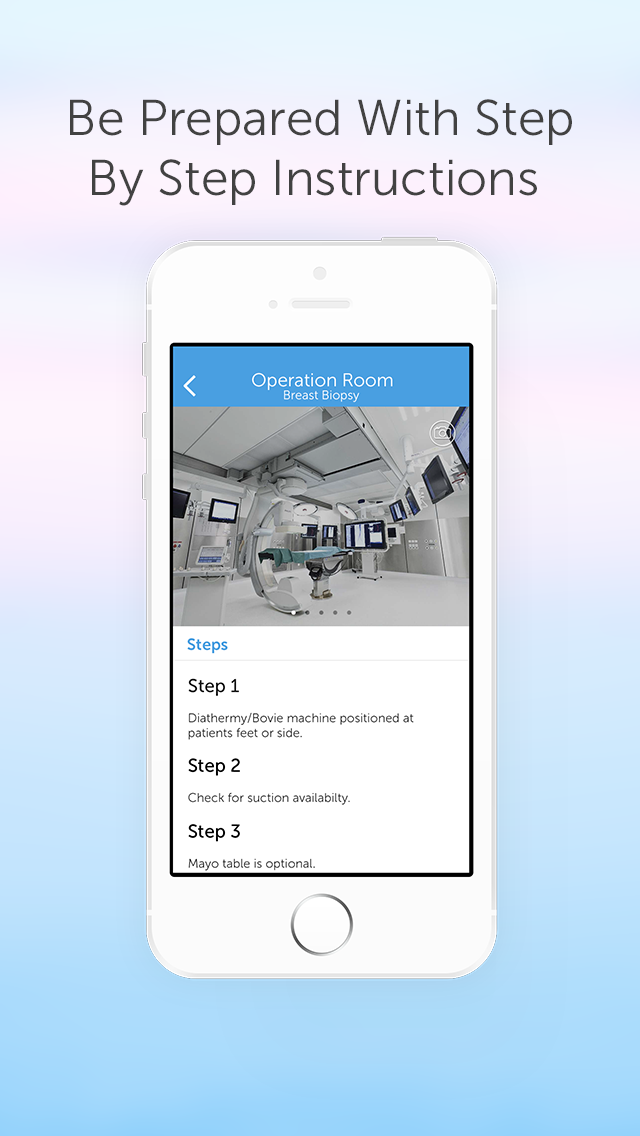 Be Prepared With Step
By Step Instructions
Operation Room
Breast Biopsy
Steps
Step 1
Diathermy/Bovie machine positioned at
patients feet or side.
Step 2
Check for suction availabilty.
Step 3
Mayo table is optional.